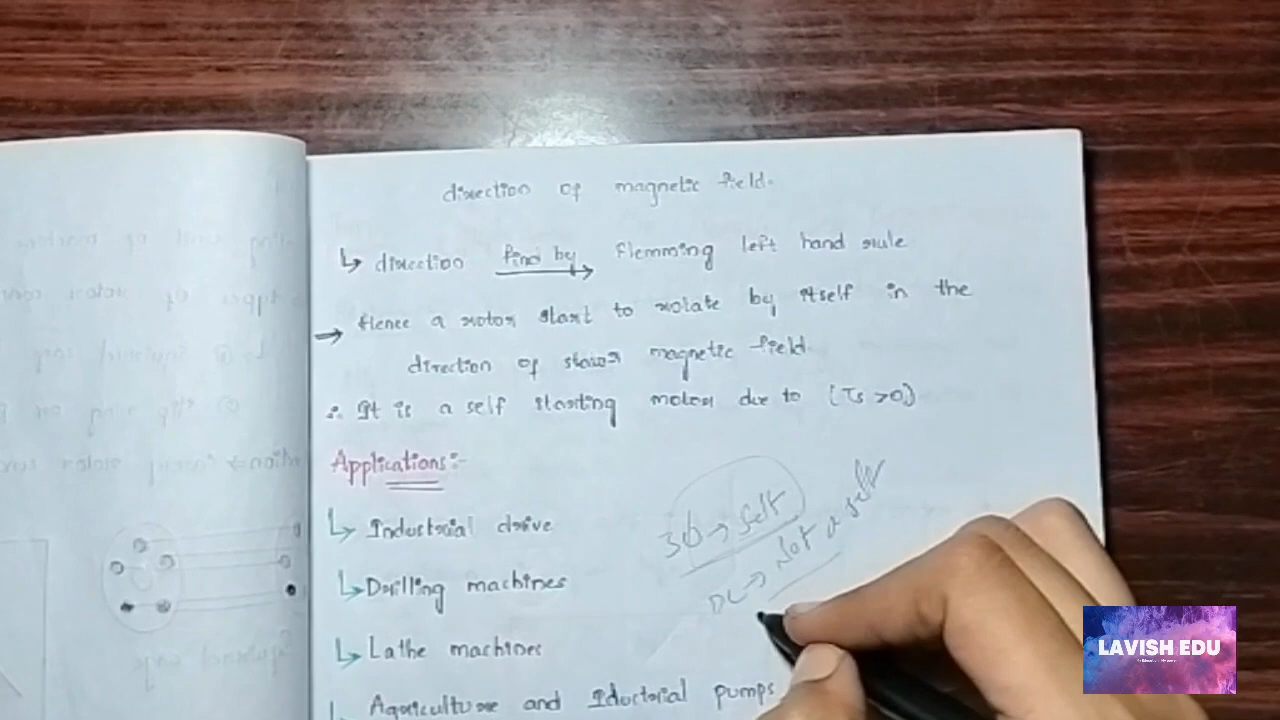 direction of magnetic field.
↳ direction find by → flemming left hand rule
→ Hence a rotor start to rotate by itself in the
direction of stator magnetic field.
∴ It is a self starting motor due to (Ts >0)
Applications:-
↳ Industrial drive
↳ Drilling machines
↳ Lathe machines
↳ Agriculture and Iductorial pumps
3ϕ → self
DC → Not a self
LAVISH EDU